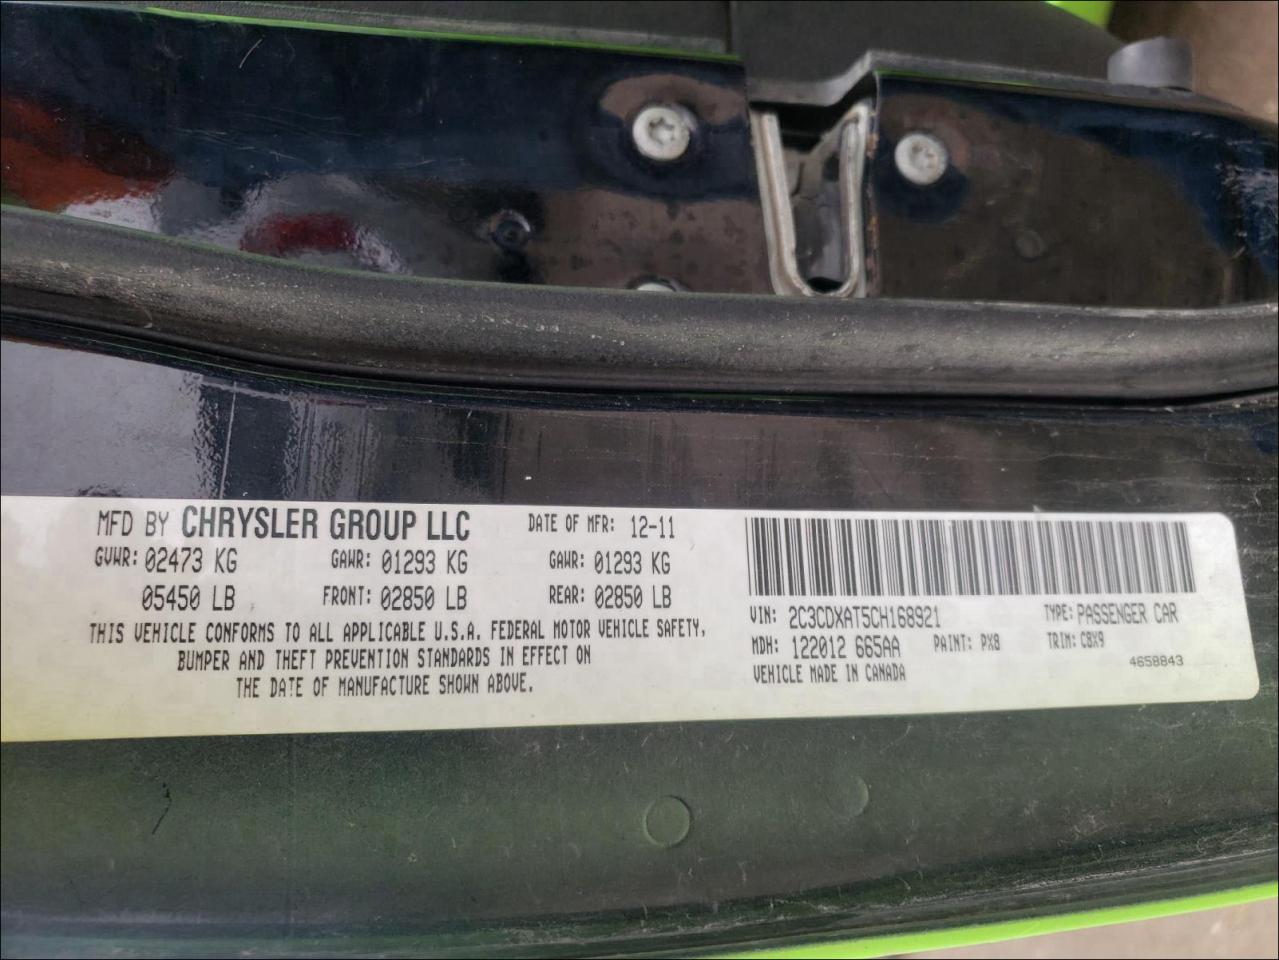 MFD BY CHRYSLER GROUP LLC DATE OF MFR: 12-11
GVWR: 02473 KG GAWR: 01293 KG GAWR: 01293 KG
05450 LB FRONT: 02850 LB REAR: 02850 LB
THIS VEHICLE CONFORMS TO ALL APPLICABLE U.S.A. FEDERAL MOTOR VEHICLE SAFETY,
BUMPER AND THEFT PREVENTION STANDARDS IN EFFECT ON
THE DATE OF MANUFACTURE SHOWN ABOVE.
VIN: 2C3CDXAT5CH168921 TYPE: PASSENGER CAR
MDH: 122012 665AA PAINT: PX8 TRIM: C8X9
VEHICLE MADE IN CANADA 4658843